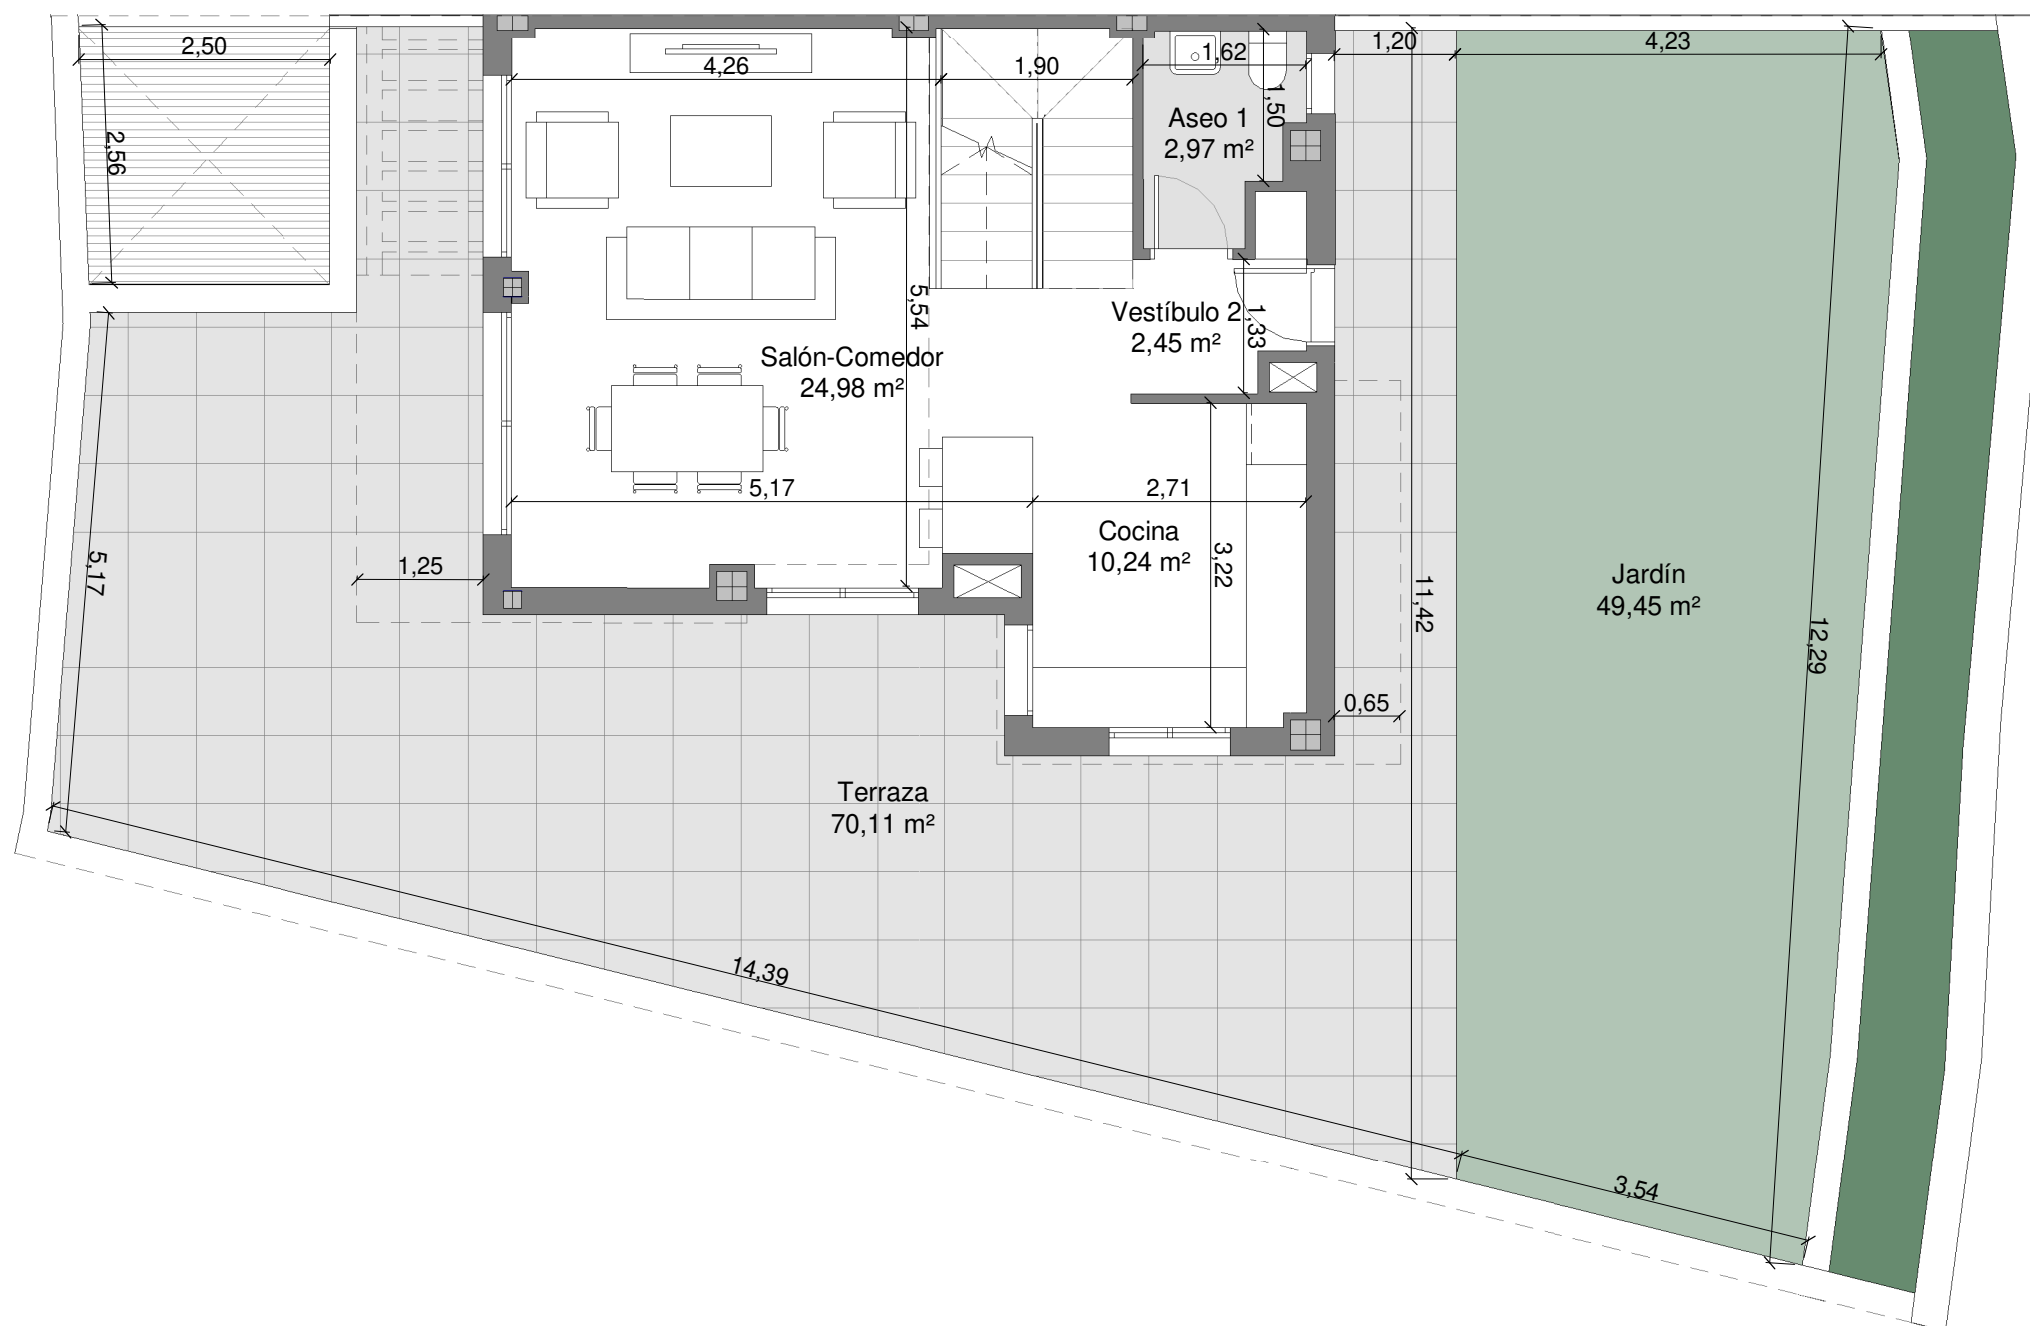 2,50
4,26
1,90
1,62
1,20
4,23
2,56
1,50
Aseo 1
2,97 m²
5,54
Vestíbulo 2
2,45 m²
1,33
Salón-Comedor
24,98 m²
5,17
2,71
Cocina
10,24 m²
3,22
5,17
1,25
11,42
Jardín
49,45 m²
12,29
0,65
Terraza
70,11 m²
14,39
3,54